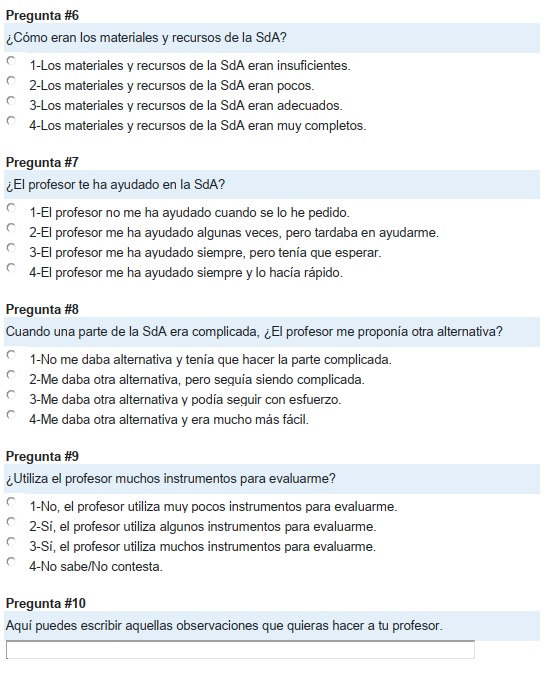 Pregunta #6
¿Cómo eran los materiales y recursos de la SdA?
1-Los materiales y recursos de la SdA eran insuficientes.
2-Los materiales y recursos de la SdA eran pocos.
3-Los materiales y recursos de la SdA eran adecuados.
4-Los materiales y recursos de la SdA eran muy completos.
Pregunta #7
¿El profesor te ha ayudado en la SdA?
1-El profesor no me ha ayudado cuando se lo he pedido.
2-El profesor me ha ayudado algunas veces, pero tardaba en ayudarme.
3-El profesor me ha ayudado siempre, pero tenía que esperar.
4-El profesor me ha ayudado siempre y lo hacía rápido.
Pregunta #8
Cuando una parte de la SdA era complicada, ¿El profesor me proponía otra alternativa?
1-No me daba alternativa y tenía que hacer la parte complicada.
2-Me daba otra alternativa, pero seguía siendo complicada.
3-Me daba otra alternativa y podía seguir con esfuerzo.
4-Me daba otra alternativa y era mucho más fácil.
Pregunta #9
¿Utiliza el profesor muchos instrumentos para evaluarme?
1-No, el profesor utiliza muy pocos instrumentos para evaluarme.
2-Sí, el profesor utiliza algunos instrumentos para evaluarme.
3-Sí, el profesor utiliza muchos instrumentos para evaluarme.
4-No sabe/No contesta.
Pregunta #10
Aquí puedes escribir aquellas observaciones que quieras hacer a tu profesor.